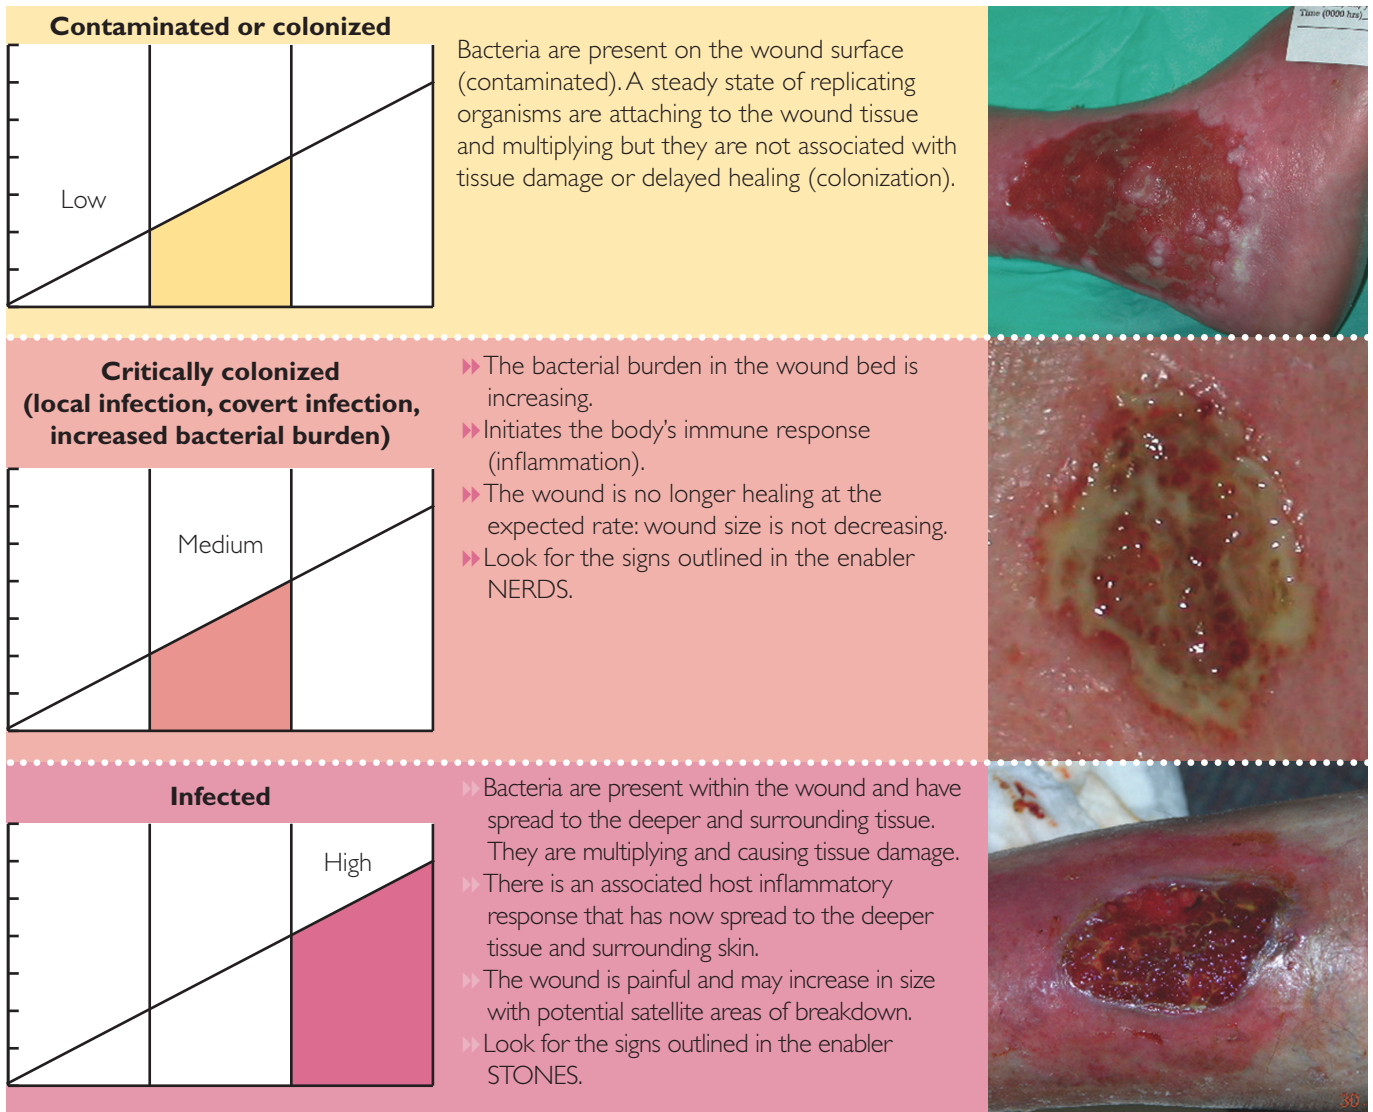 Contaminated or colonized
Low
Bacteria are present on the wound surface
(contaminated). A steady state of replicating
organisms are attaching to the wound tissue
and multiplying but they are not associated with
tissue damage or delayed healing (colonization).
Time (0000 hrs)
Critically colonized
(local infection, covert infection,
increased bacterial burden)
Medium
The bacterial burden in the wound bed is
increasing.
Initiates the body's immune response
(inflammation).
The wound is no longer healing at the
expected rate: wound size is not decreasing.
Look for the signs outlined in the enabler
NERDS.
Infected
High
Bacteria are present within the wound and have
spread to the deeper and surrounding tissue.
They are multiplying and causing tissue damage.
There is an associated host inflammatory
response that has now spread to the deeper
tissue and surrounding skin.
The wound is painful and may increase in size
with potential satellite areas of breakdown.
Look for the signs outlined in the enabler
STONES.
30